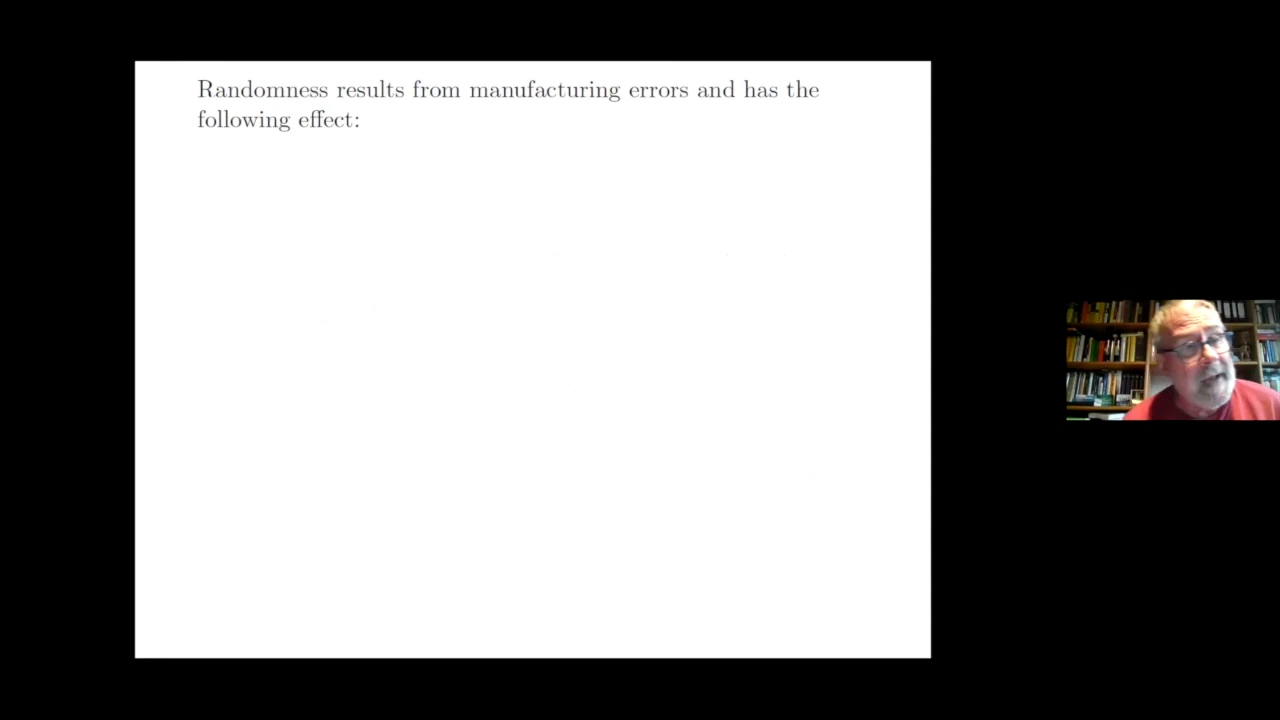 Randomness results from manufacturing errors and has the
following effect: